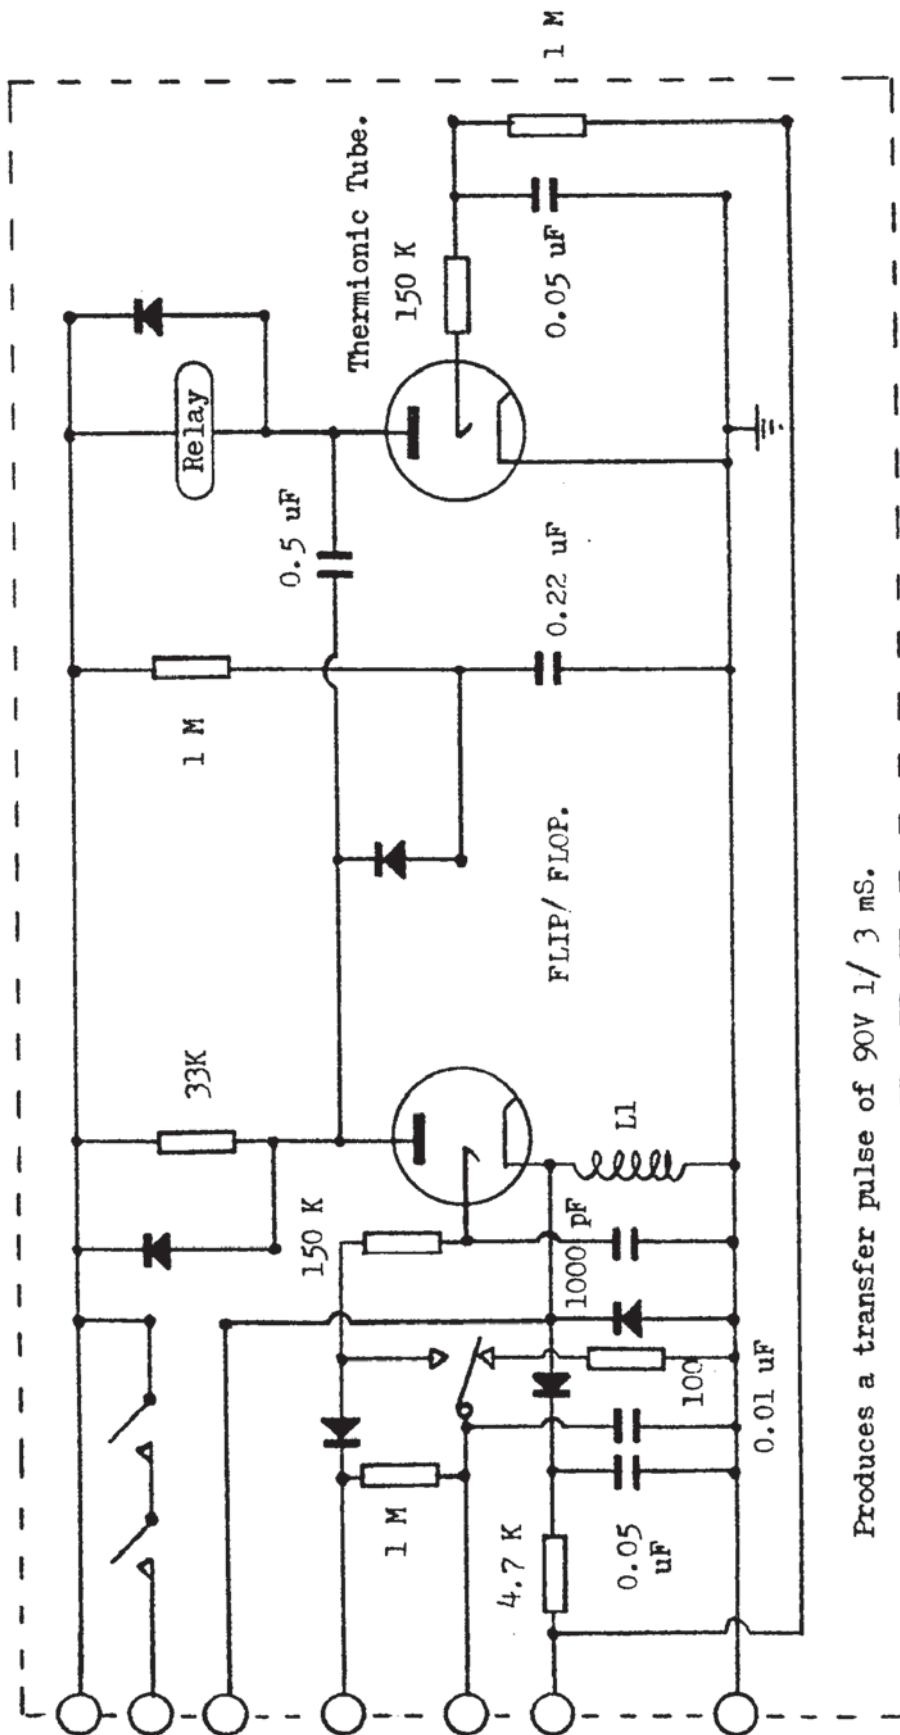 1 M
Thermionic Tube.
150 K
0.05 uF
Relay
0.5 uF
0.22 uF
1 M
FLIP/ FLOP.
33K
L1
150 K
1000 pF
100
0.01 uF
1 M
4.7 K
0.05
uF
Produces a transfer pulse of 90V 1/ 3 mS.